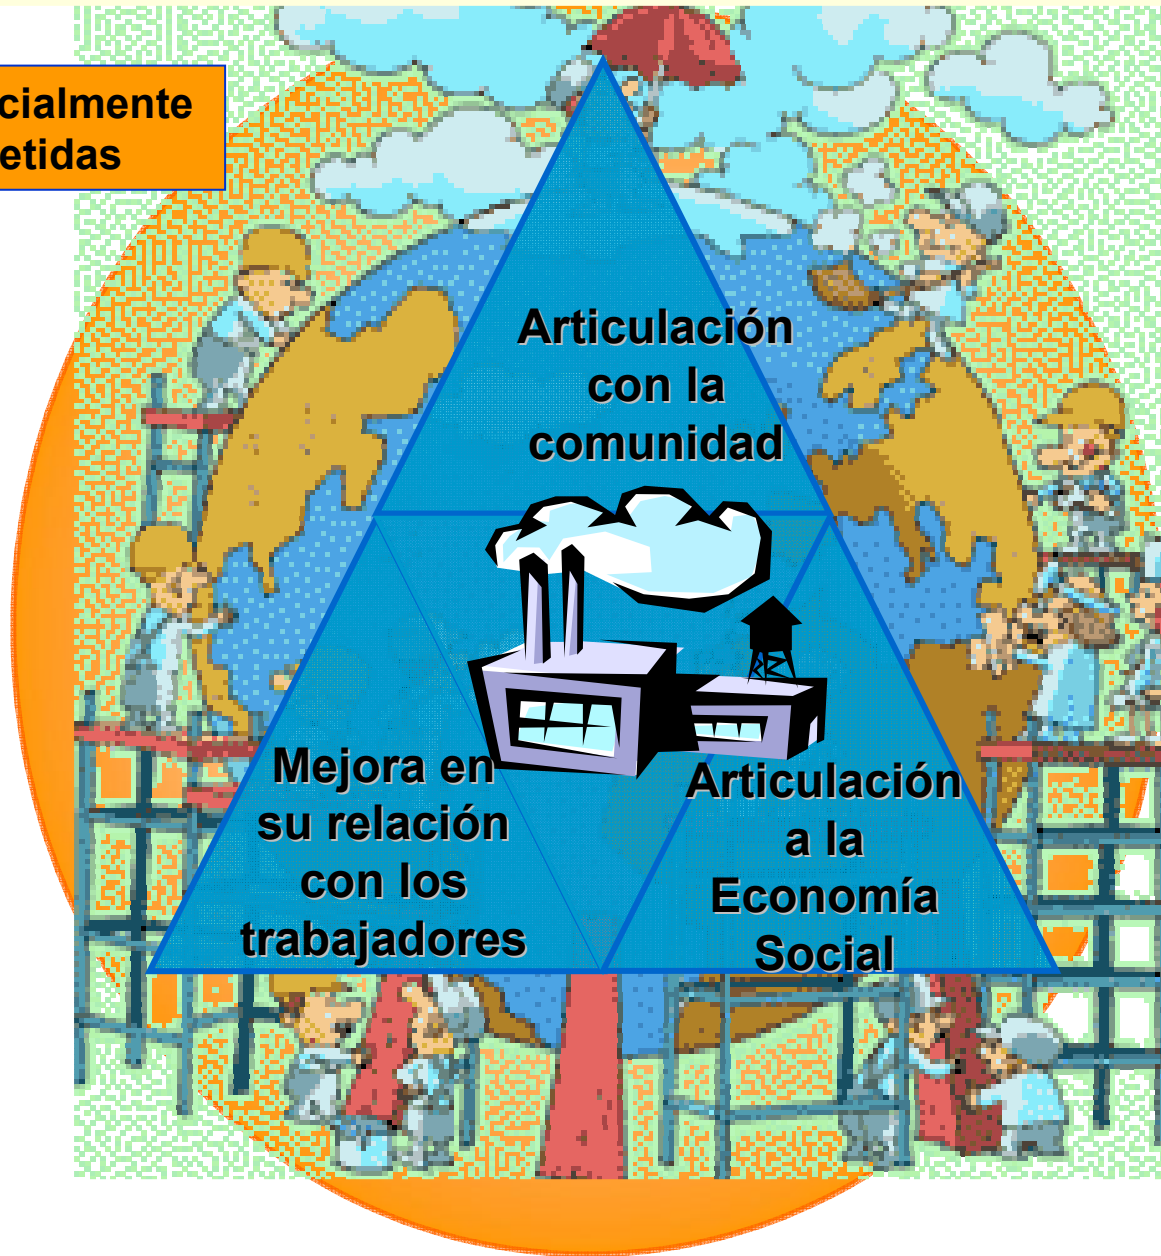 cialmente
etidas
Articulación
con la
comunidad
Mejora en
su relación
con los
trabajadores
Articulación
a la
Economía
Social